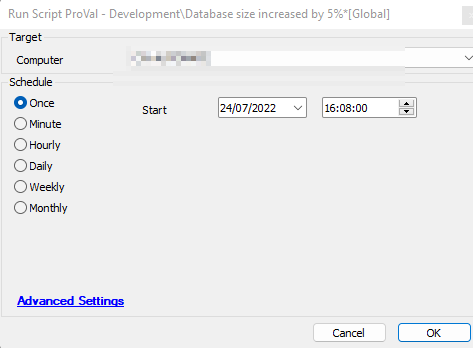 Run Script ProVal - Development\Database size increased by 5%*[Global]
Target
Computer
Schedule
Once
Start
24/07/2022
16:08:00
Minute
Hourly
Daily
Weekly
Monthly
Advanced Settings
Cancel
OK